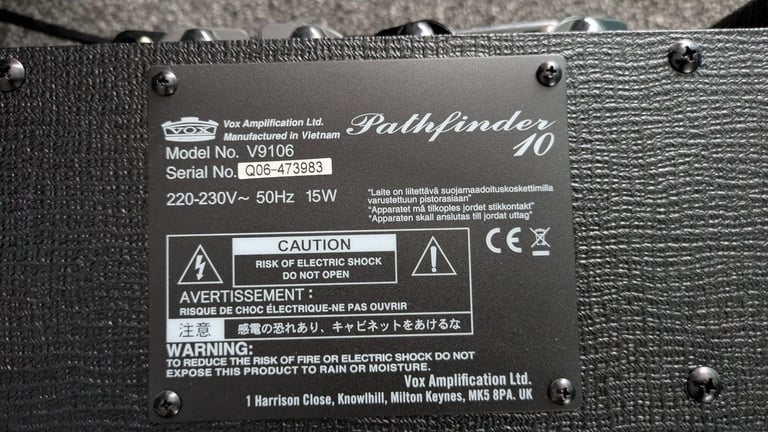 VOX
Vox Amplification Ltd.
Manufactured in Vietnam
Pathfinder
10
Model No. V9106
Serial No. Q06-473983
220-230V~ 50Hz 15W
"Laite on liitettävä suojamaadoituskoskettimilla
varustettuun pistorasiaan"
"Apparatet må tilkoples jordet stikkontakt"
"Apparaten skall anslutas till jordat uttag"
CE
CAUTION
RISK OF ELECTRIC SHOCK
DO NOT OPEN
AVERTISSEMENT :
RISQUE DE CHOC ÉLECTRIQUE-NE PAS OUVRIR
注意 感電の恐れあり、キャビネットをあけるな
WARNING:
TO REDUCE THE RISK OF FIRE OR ELECTRIC SHOCK DO NOT
EXPOSE THIS PRODUCT TO RAIN OR MOISTURE.
Vox Amplification Ltd.
1 Harrison Close, Knowlhill, Milton Keynes, MK5 8PA. UK